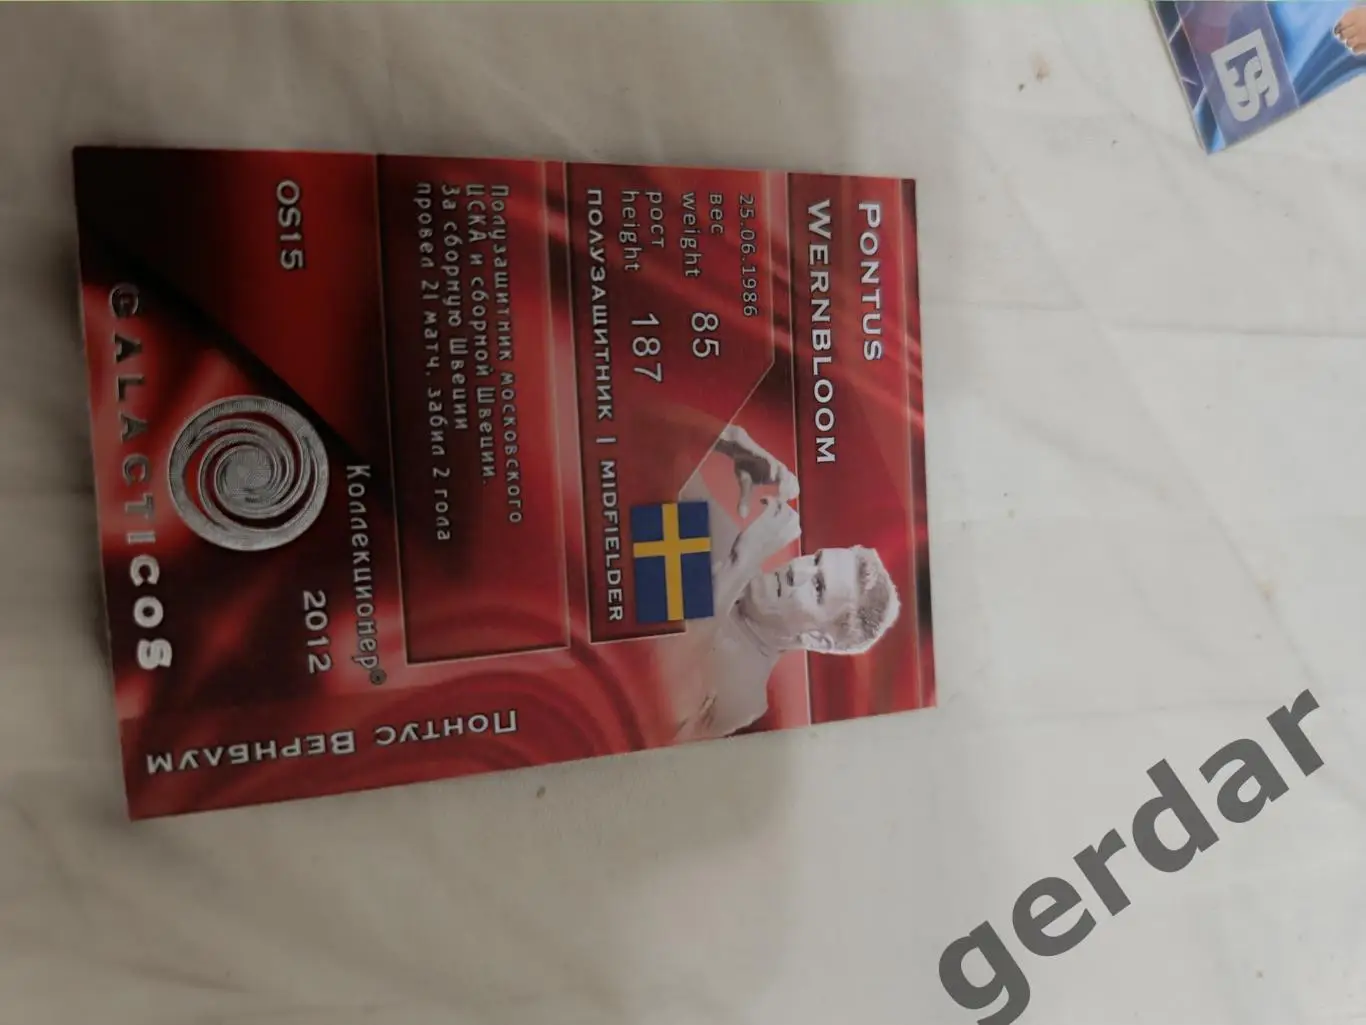 Pontus
Wernbloom
25.06.1986
вес
weight 85
рост
height 187
полузащитник | midfielder
Полузащитник московского
ЦСКА и сборной Швеции.
За сборную Швеции
провел 21 матч, забил 2 гола
Коллекционер®
OS15
2012
GALACTICOS
Понтус Вернблум
gerdar